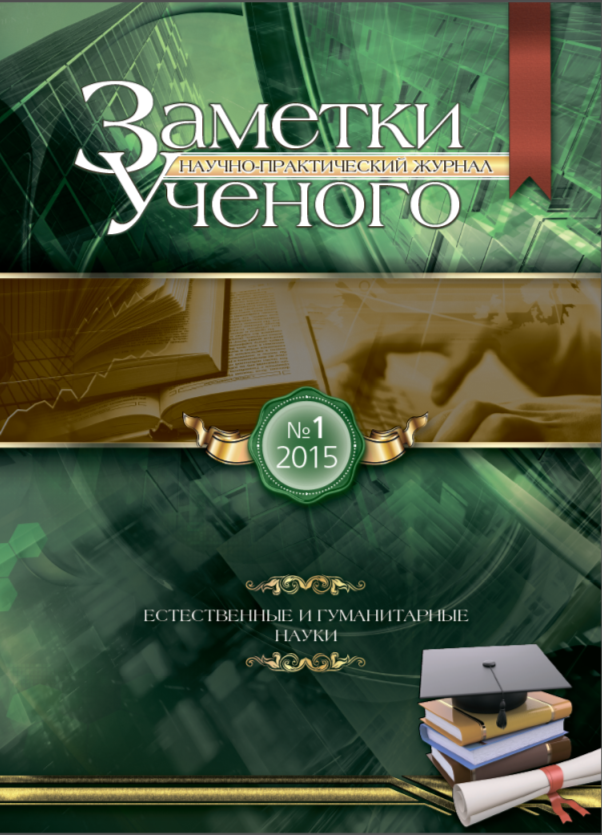 Заметки
НАУЧНО-ПРАКТИЧЕСКИЙ ЖУРНАЛ
Ученого
№1
2015
ЕСТЕСТВЕННЫЕ И ГУМАНИТАРНЫЕ
НАУКИ